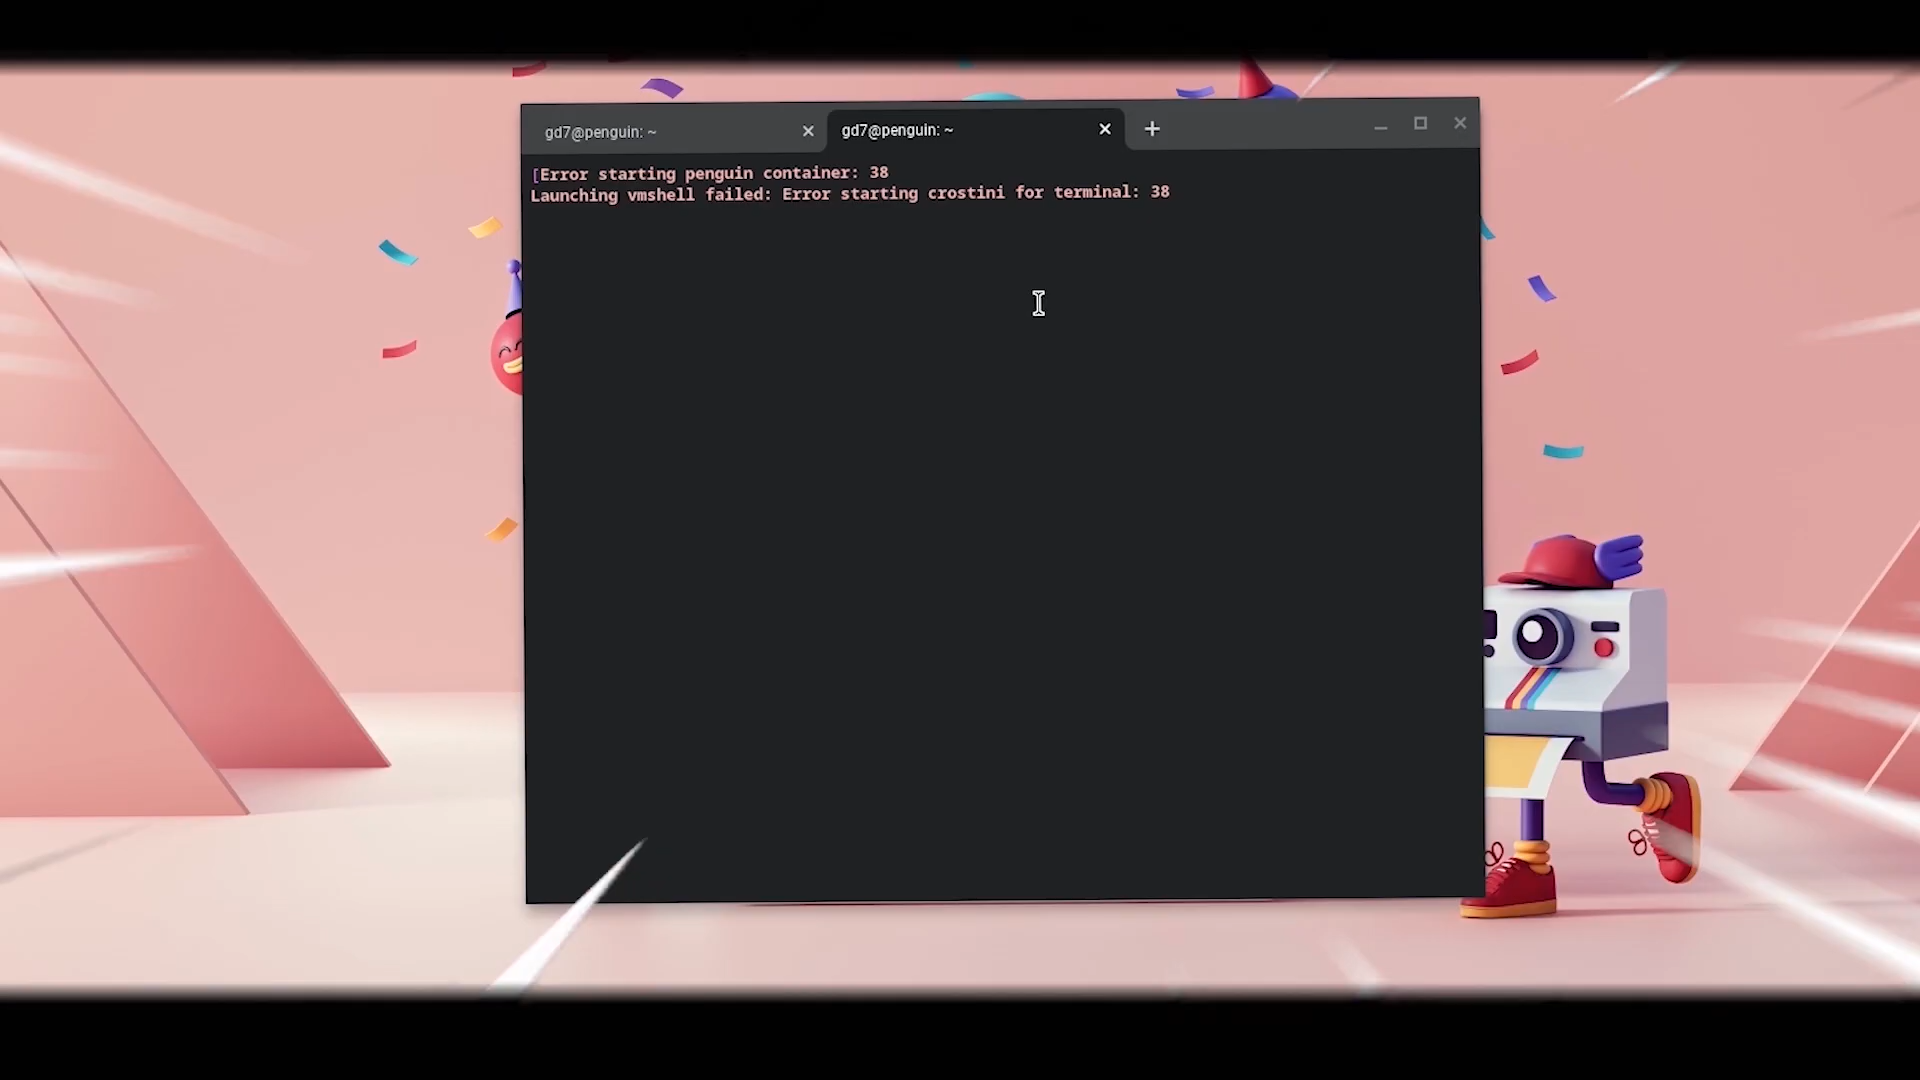 gd7@penguin: ~
gd7@penguin: ~
[Error starting penguin container: 38
Launching vmshell failed: Error starting crostini for terminal: 38